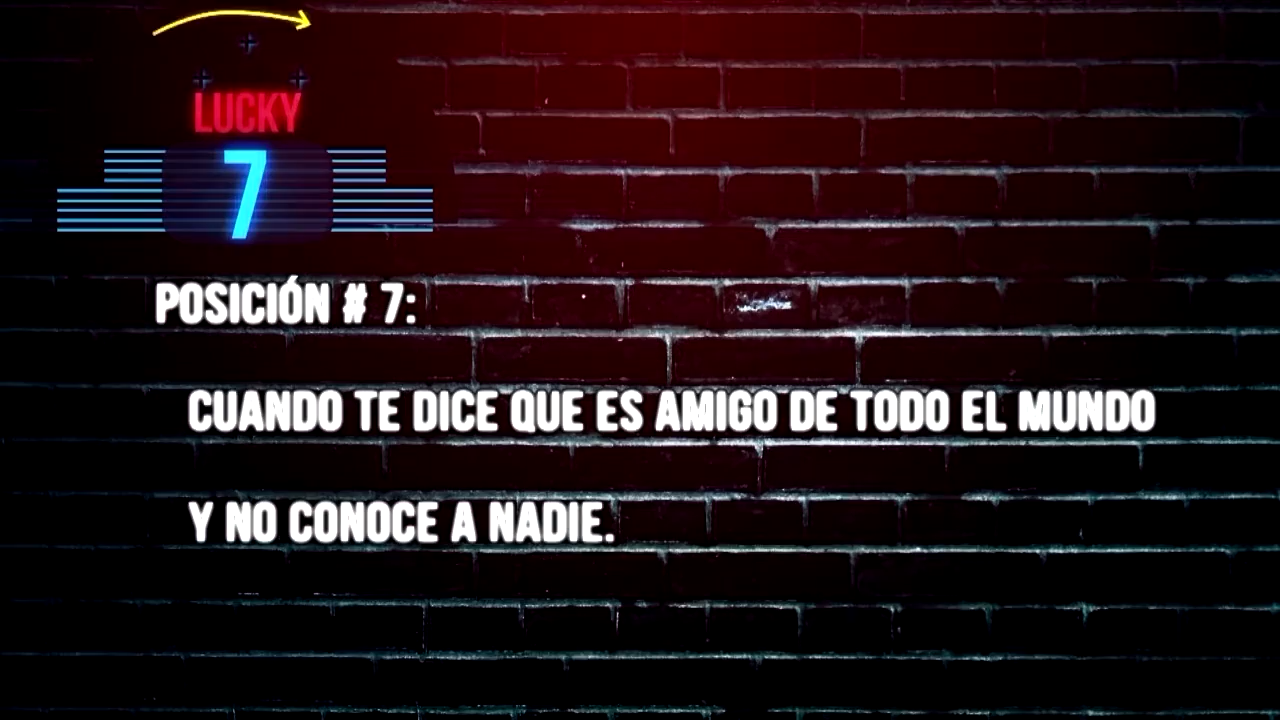 LUCKY
7
POSICIÓN # 7:
CUANDO TE DICE QUE ES AMIGO DE TODO EL MUNDO
Y NO CONOCE A NADIE.